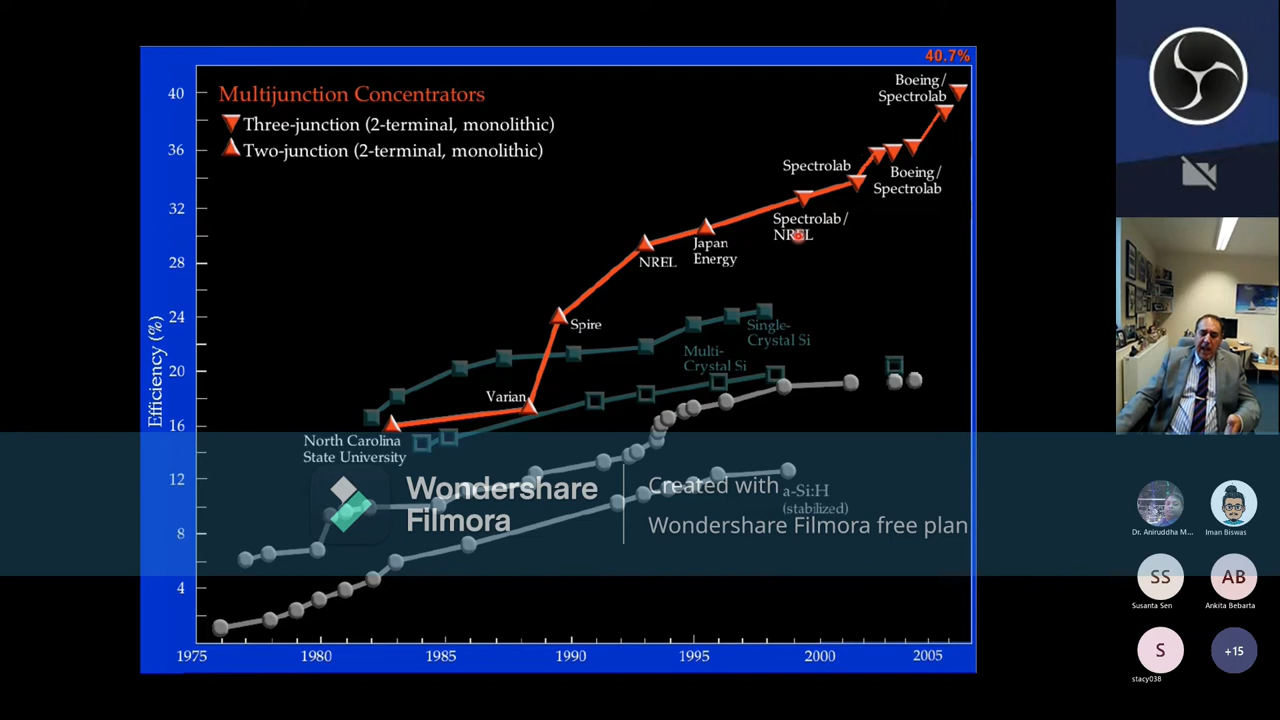 40.7%
Multijunction Concentrators
Three-junction (2-terminal, monolithic)
Two-junction (2-terminal, monolithic)
Boeing/
Spectrolab
Spectrolab
Boeing/
Spectrolab
Spectrolab/
NREL
Japan
Energy
NREL
Spire
Single-
Crystal Si
Multi-
Crystal Si
Varian
North Carolina
State University
a-Si:H
(stabilized)
Efficiency (%)
40
36
32
28
24
20
16
12
8
4
1975
1980
1985
1990
1995
2000
2005
Wondershare
Filmora
Created with
Wondershare Filmora free plan
Dr. Aniruddha M...
Iman Biswas
SS
Susanta Sen
AB
Ankita Bebarta
S
stacy038
+15